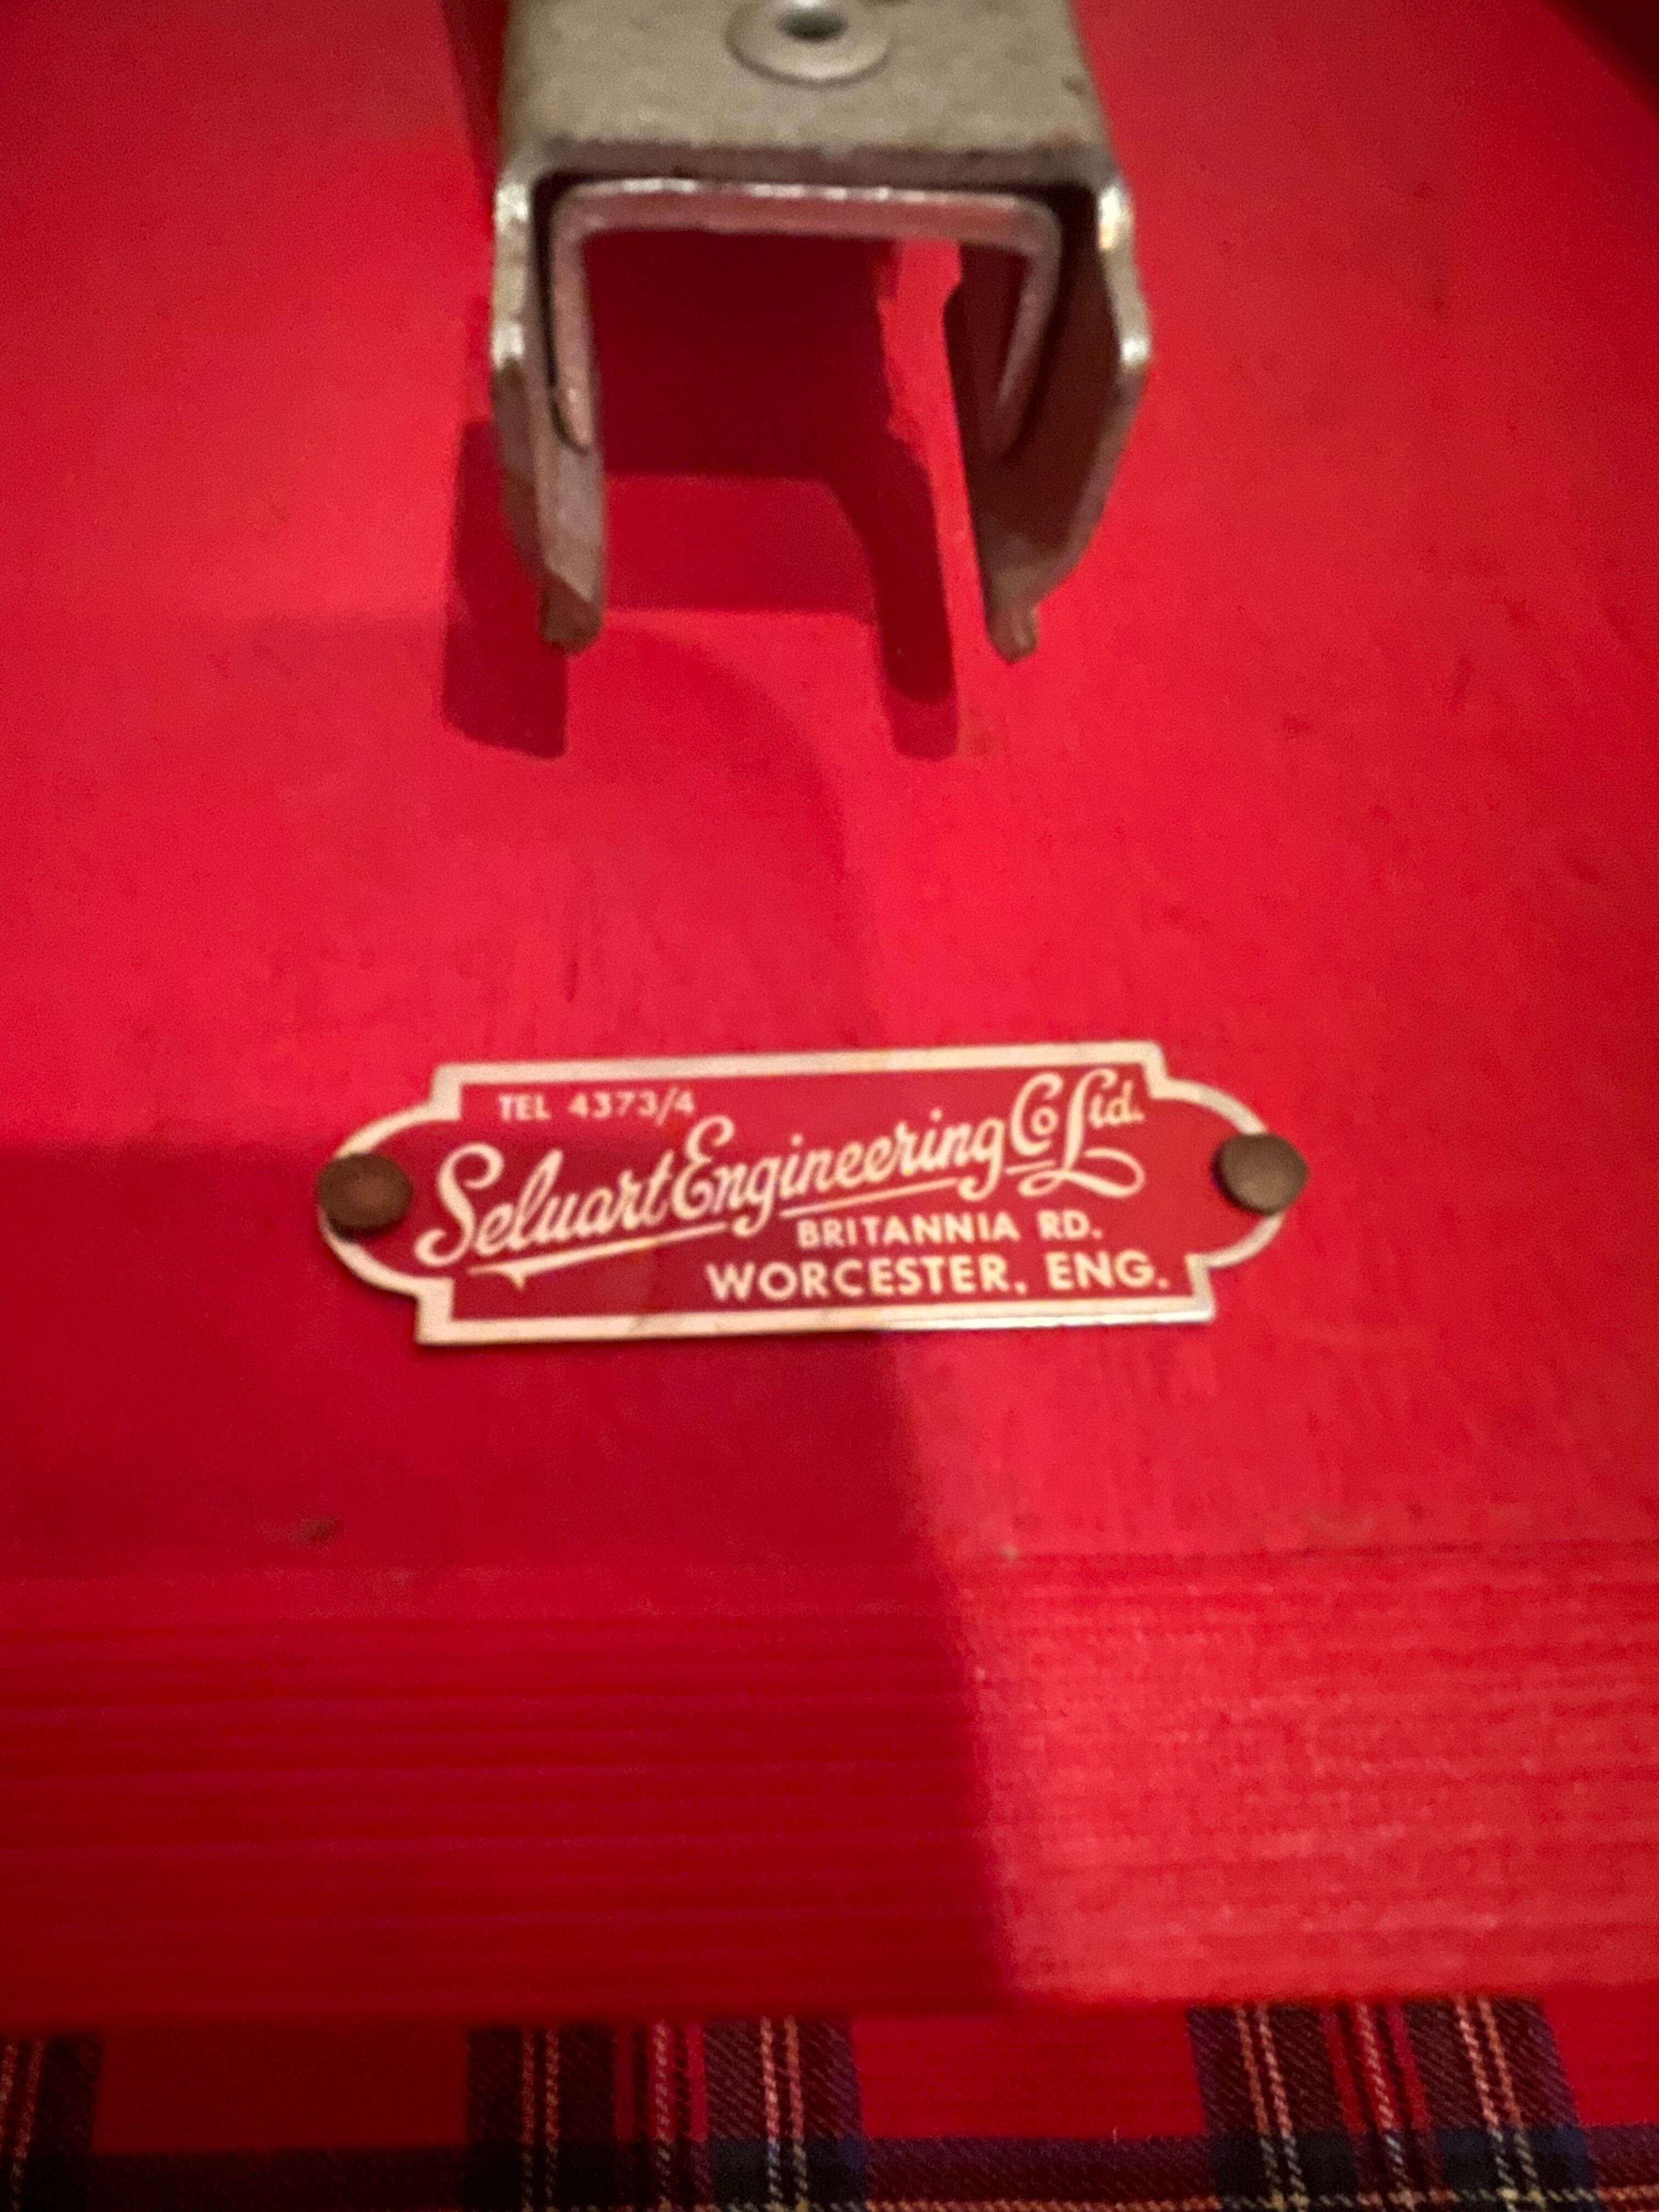 TEL 4373/4
Seluart Engineering Co Ltd.
BRITANNIA RD.
WORCESTER, ENG.